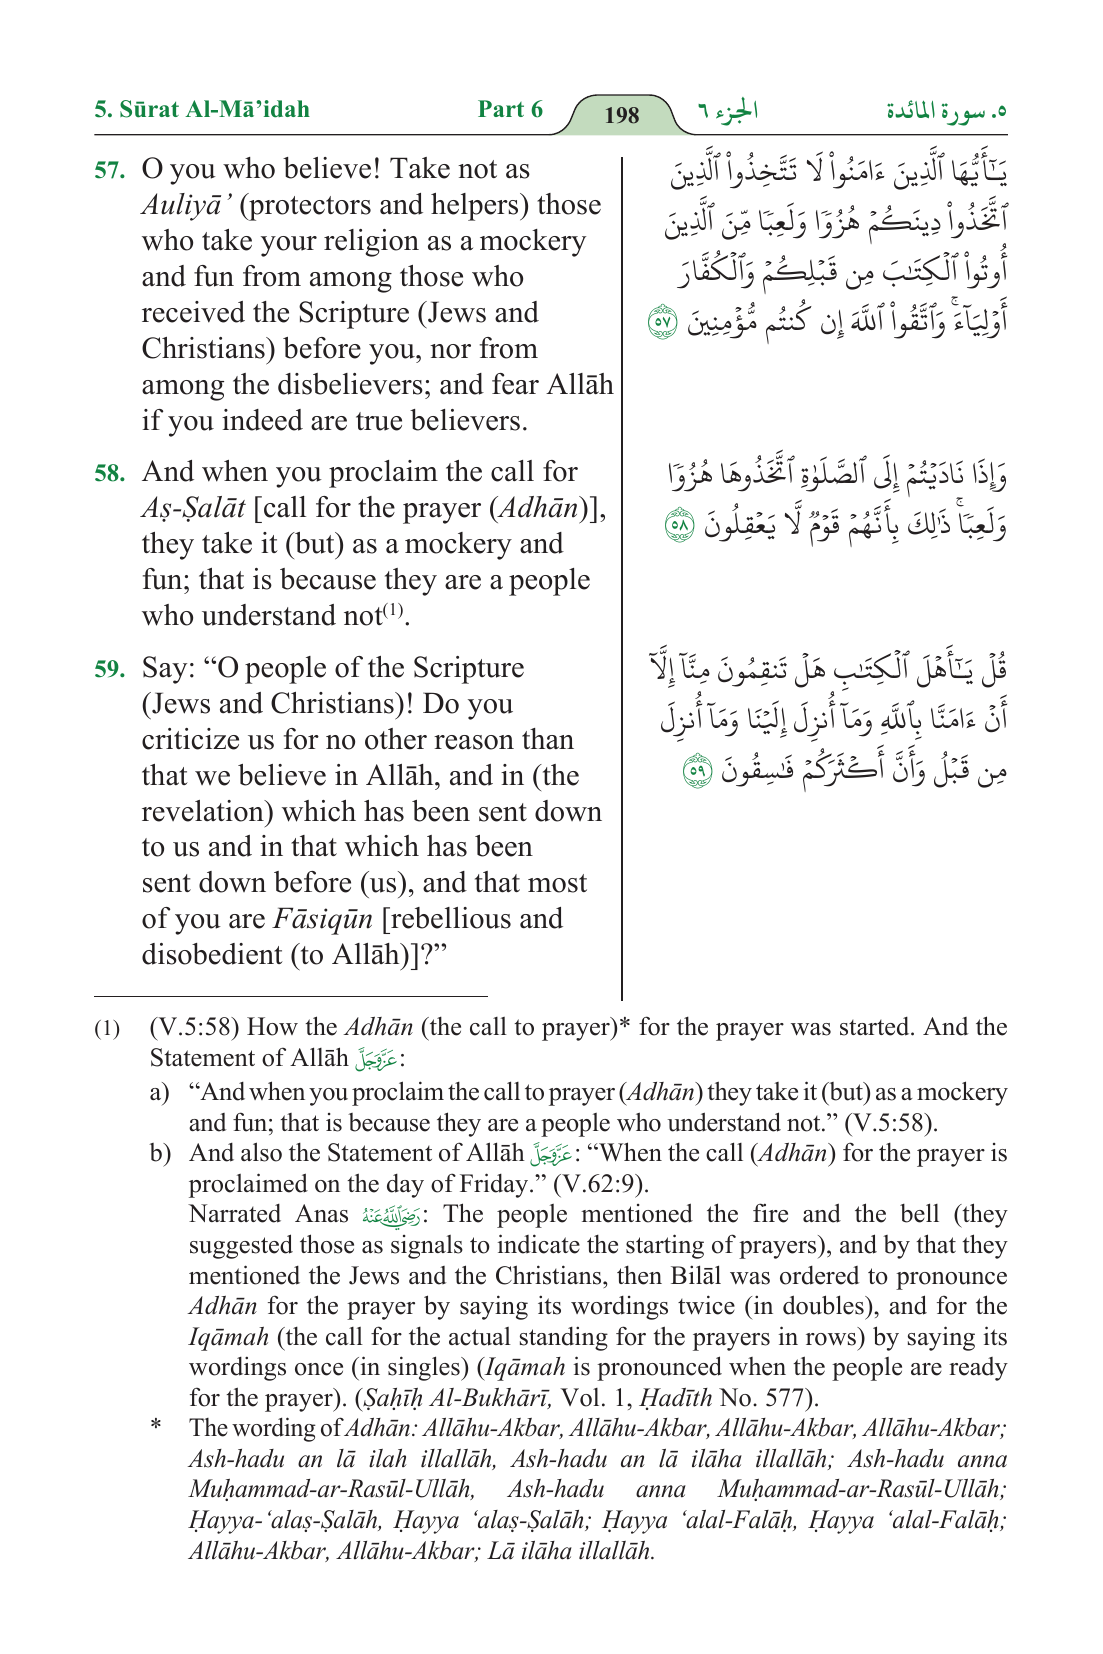 5. Sūrat Al-Mā’idah Part 6 198 الجزء ٦ ٥. سورة المائدة
57. O you who believe! Take not as
Auliyā’ (protectors and helpers) those
who take your religion as a mockery
and fun from among those who
received the Scripture (Jews and
Christians) before you, nor from
among the disbelievers; and fear Allāh
if you indeed are true believers.
يَـٰٓأَيُّهَا ٱلَّذِينَ ءَامَنُوا۟ لَا تَتَّخِذُوا۟ ٱلَّذِينَ
ٱتَّخَذُوا۟ دِينَكُمْ هُزُوًا وَلَعِبًا مِّنَ ٱلَّذِينَ
أُوتُوا۟ ٱلْكِتَـٰبَ مِن قَبْلِكُمْ وَٱلْكُفَّارَ
أَوْلِيَآءَ ۚ وَٱتَّقُوا۟ ٱللَّهَ إِن كُنتُم مُّؤْمِنِينَ ٥٧
58. And when you proclaim the call for
Aṣ-Ṣalāt [call for the prayer (Adhān)],
they take it (but) as a mockery and
fun; that is because they are a people
who understand not(1).
وَإِذَا نَادَيْتُمْ إِلَى ٱلصَّلَوٰةِ ٱتَّخَذُوهَا هُزُوًا
وَلَعِبًا ۚ ذَٰلِكَ بِأَنَّهُمْ قَوْمٌ لَّا يَعْقِلُونَ ٥٨
59. Say: “O people of the Scripture
(Jews and Christians)! Do you
criticize us for no other reason than
that we believe in Allāh, and in (the
revelation) which has been sent down
to us and in that which has been
sent down before (us), and that most
of you are Fāsiqūn [rebellious and
disobedient (to Allāh)]?”
قُلْ يَـٰٓأَهْلَ ٱلْكِتَـٰبِ هَلْ تَنقِمُونَ مِنَّآ إِلَّآ
أَنْ ءَامَنَّا بِٱللَّهِ وَمَآ أُنزِلَ إِلَيْنَا وَمَآ أُنزِلَ
مِن قَبْلُ وَأَنَّ أَكْثَرَكُمْ فَـٰسِقُونَ ٥٩
(1) (V.5:58) How the Adhān (the call to prayer)* for the prayer was started. And the
Statement of Allāh عَزَّوَجَلَّ:
a) “And when you proclaim the call to prayer (Adhān) they take it (but) as a mockery
and fun; that is because they are a people who understand not.” (V.5:58).
b) And also the Statement of Allāh عَزَّوَجَلَّ: “When the call (Adhān) for the prayer is
proclaimed on the day of Friday.” (V.62:9).
Narrated Anas رَضِيَ ٱللَّهُ عَنْهُ: The people mentioned the fire and the bell (they
suggested those as signals to indicate the starting of prayers), and by that they
mentioned the Jews and the Christians, then Bilāl was ordered to pronounce
Adhān for the prayer by saying its wordings twice (in doubles), and for the
Iqāmah (the call for the actual standing for the prayers in rows) by saying its
wordings once (in singles) (Iqāmah is pronounced when the people are ready
for the prayer). (Ṣaḥīḥ Al-Bukhārī, Vol. 1, Ḥadīth No. 577).
* The wording of Adhān: Allāhu-Akbar, Allāhu-Akbar, Allāhu-Akbar, Allāhu-Akbar;
Ash-hadu an lā ilah illallāh, Ash-hadu an lā ilāha illallāh; Ash-hadu anna
Muḥammad-ar-Rasūl-Ullāh, Ash-hadu anna Muḥammad-ar-Rasūl-Ullāh;
Ḥayya-‘alaṣ-Ṣalāh, Ḥayya ‘alaṣ-Ṣalāh; Ḥayya ‘alal-Falāḥ, Ḥayya ‘alal-Falāḥ;
Allāhu-Akbar, Allāhu-Akbar; Lā ilāha illallāh.